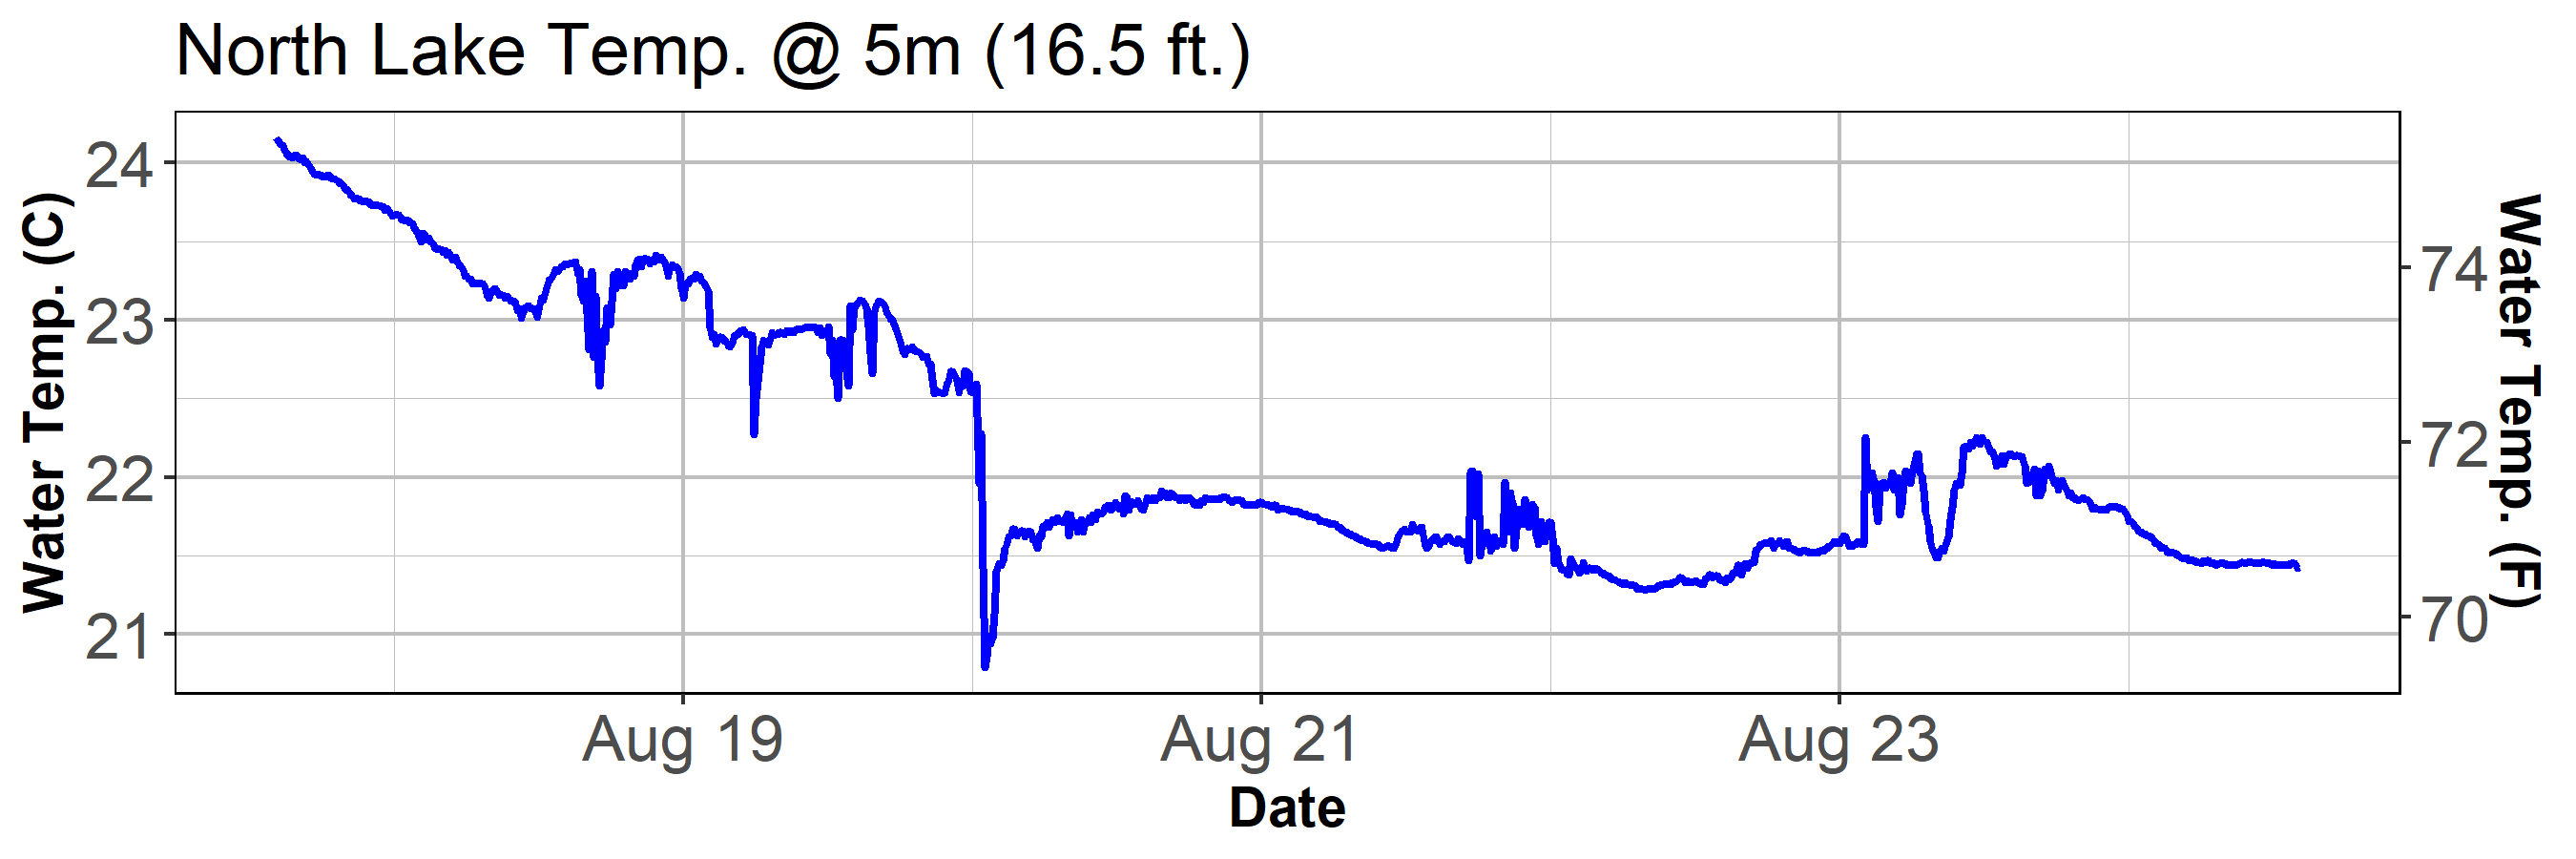 North Lake Temp. @ 5m (16.5 ft.)
Water Temp. (C)
24
23
22
21
74
72
70
Water Temp. (F)
Aug 19 Aug 21 Aug 23
Date